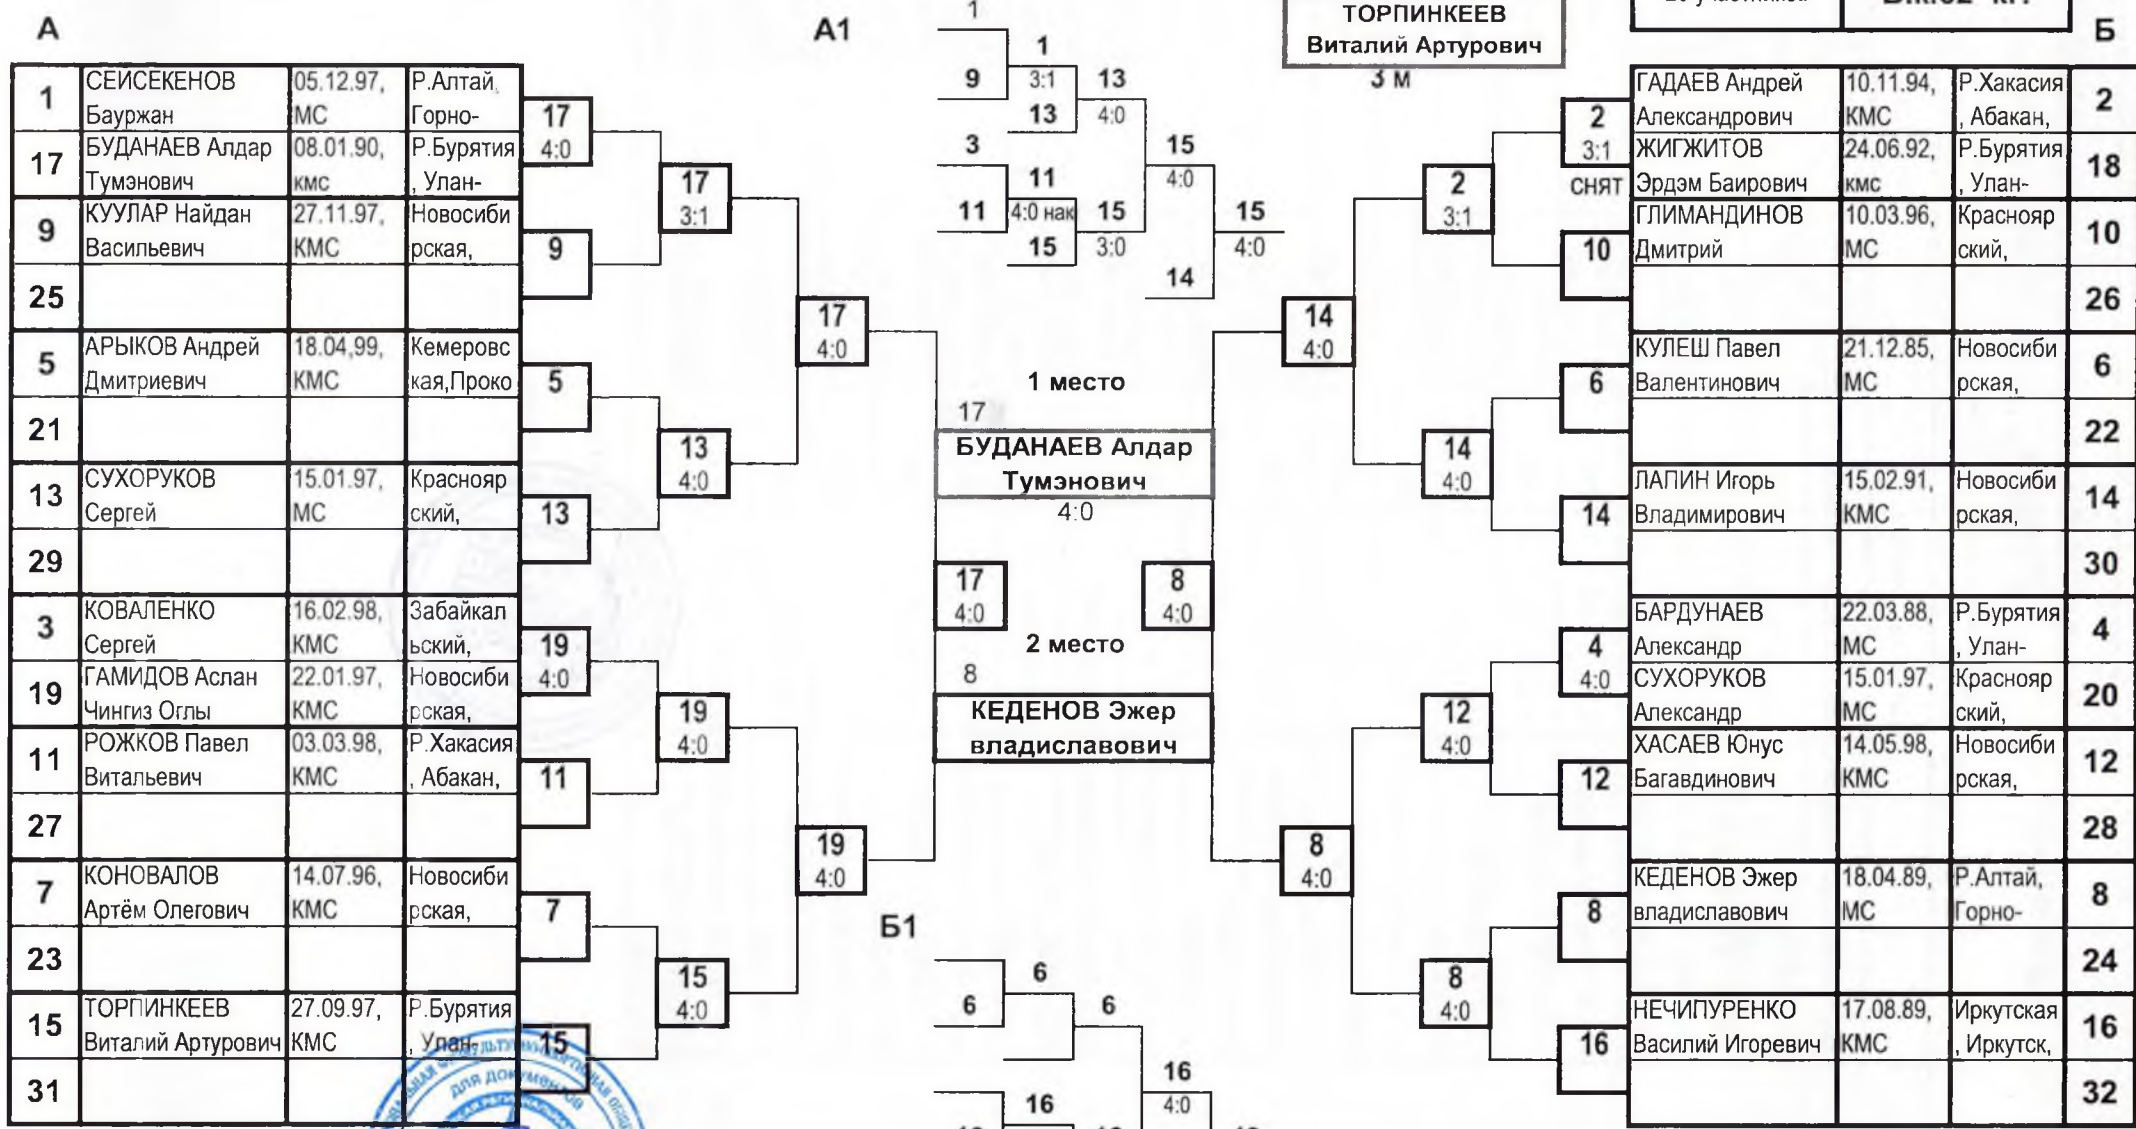 А
А1
ТОРПИНКЕЕВ
Виталий Артурович
3 м
Б
1 СЕЙСЕКЕНОВ Бауржан 05.12.97, МС Р.Алтай, Горно-
17 БУДАНАЕВ Алдар Тумэнович 08.01.90, кмс Р.Бурятия , Улан-
9 КУУЛАР Найдан Васильевич 27.11.97, КМС Новосиби рская,
25
5 АРЫКОВ Андрей Дмитриевич 18.04,99, КМС Кемеровс кая,Проко
21
13 СУХОРУКОВ Сергей 15.01.97, МС Краснояр ский,
29
3 КОВАЛЕНКО Сергей 16.02.98, КМС Забайкал ьский,
19 ГАМИДОВ Аслан Чингиз Оглы 22.01.97, КМС Новосиби рская,
11 РОЖКОВ Павел Витальевич 03.03.98, КМС Р.Хакасия , Абакан,
27
7 КОНОВАЛОВ Артём Олегович 14.07.96, КМС Новосиби рская,
23
15 ТОРПИНКЕЕВ Виталий Артурович 27.09.97, КМС Р.Бурятия , Улан-
31
17
4:0
9
5
13
19
4:0
11
7
15
17
3:1
13
4:0
19
4:0
15
4:0
17
4:0
19
4:0
1
9
1
3:1
13
13
4:0
3
11
11
4:0 нак
15
15
3:0
15
4:0
14
15
4:0
1 место
17
БУДАНАЕВ Алдар
Тумэнович
4:0
17
4:0
8
4:0
2 место
8
КЕДЕНОВ Эжер
владиславович
Б1
6
6
6
16
16
4:0
14
4:0
8
4:0
2
3:1
14
4:0
12
4:0
8
4:0
2
3:1
СНЯТ
10
6
14
4
4:0
12
8
16
ГАДАЕВ Андрей Александрович 10.11.94, КМС Р.Хакасия , Абакан, 2
ЖИГЖИТОВ Эрдэм Баирович 24.06.92, кмс Р.Бурятия , Улан- 18
ГЛИМАНДИНОВ Дмитрий 10.03.96, МС Краснояр ский, 10
26
КУЛЕШ Павел Валентинович 21.12.85, МС Новосиби рская, 6
22
ЛАПИН Игорь Владимирович 15.02.91, КМС Новосиби рская, 14
30
БАРДУНАЕВ Александр 22.03.88, МС Р.Бурятия , Улан- 4
СУХОРУКОВ Александр 15.01.97, МС Краснояр ский, 20
ХАСАЕВ Юнус Багавдинович 14.05.98, КМС Новосиби рская, 12
28
КЕДЕНОВ Эжер владиславович 18.04.89, МС Р.Алтай, Горно- 8
24
НЕЧИПУРЕНКО Василий Игоревич 17.08.89, КМС Иркутская , Иркутск, 16
32
ДЛЯ ДОКУМЕНТОВ